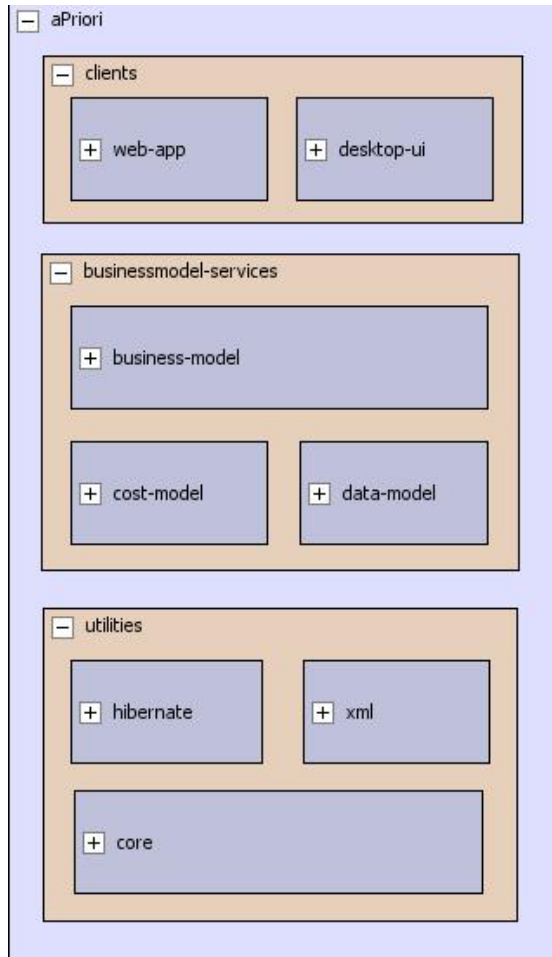 aPriori
clients
web-app
desktop-ui
businessmodel-services
business-model
cost-model
data-model
utilities
hibernate
xml
core